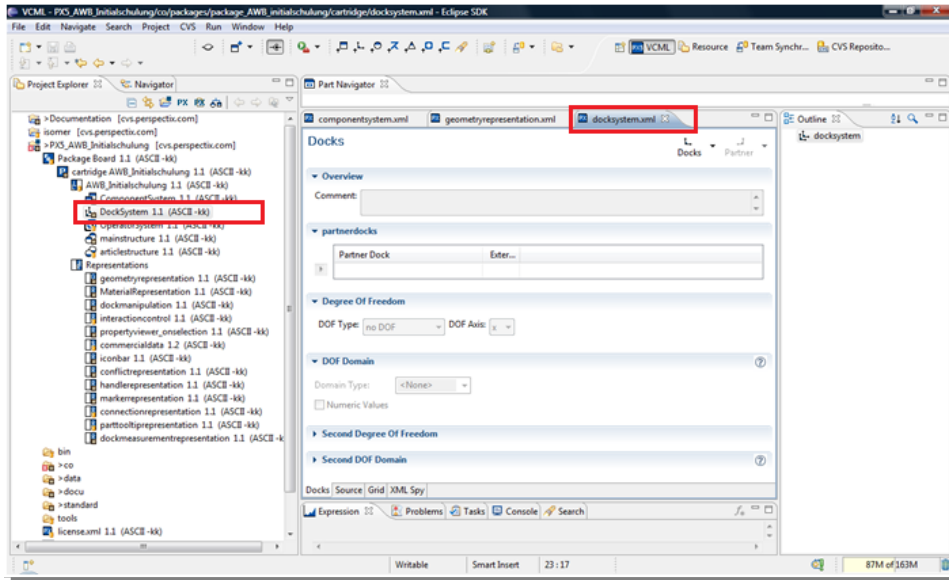 VCML - PX5_AWB_Initialschulung/co/packages/package_AWB_initialschulung/cartridge/docksystem.xml - Eclipse SDK
File Edit Navigate Search Project CVS Run Window Help
VCML Resource Team Synchr... CVS Reposito...
Project Explorer Navigator
PX
>Documentation [cvs.perspectix.com]
isomer [cvs.perspectix.com]
>PX5_AWB_Initialschulung [cvs.perspectix.com]
Package Board 1.1 (ASCII -kk)
cartridge AWB_Initialschulung 1.1 (ASCII -kk)
AWB_Initialschulung 1.1 (ASCII -kk)
ComponentSystem 1.1 (ASCII -kk)
DockSystem 1.1 (ASCII -kk)
OperatorSystem 1.1 (ASCII -kk)
mainstructure 1.1 (ASCII -kk)
articlestructure 1.1 (ASCII -kk)
Representations
geometryrepresentation 1.1 (ASCII -kk)
MaterialRepresentation 1.1 (ASCII -kk)
dockmanipulation 1.1 (ASCII -kk)
interactioncontrol 1.1 (ASCII -kk)
propertyviewer_onselection 1.1 (ASCII -kk)
commercialdata 1.2 (ASCII -kk)
iconbar 1.1 (ASCII -kk)
conflictrepresentation 1.1 (ASCII -kk)
handlerepresentation 1.1 (ASCII -kk)
markerrepresentation 1.1 (ASCII -kk)
connectionrepresentation 1.1 (ASCII -kk)
parttooltiprepresentation 1.1 (ASCII -kk)
dockmeasurementrepresentation 1.1 (ASCII -k
bin
>co
>data
>docu
>standard
tools
license.xml 1.1 (ASCII -kk)
Part Navigator
componentsystem.xml geometryrepresentation.xml docksystem.xml
Docks
Docks Partner
Overview
Comment:
partnerdocks
Partner Dock Exter...
Degree Of Freedom
DOF Type: no DOF DOF Axis: x
DOF Domain
Domain Type: <None>
Numeric Values
Second Degree Of Freedom
Second DOF Domain
Docks Source Grid XML Spy
Expression Problems Tasks Console Search
Outline
docksystem
Writable Smart Insert 23 : 17 87M of 163M